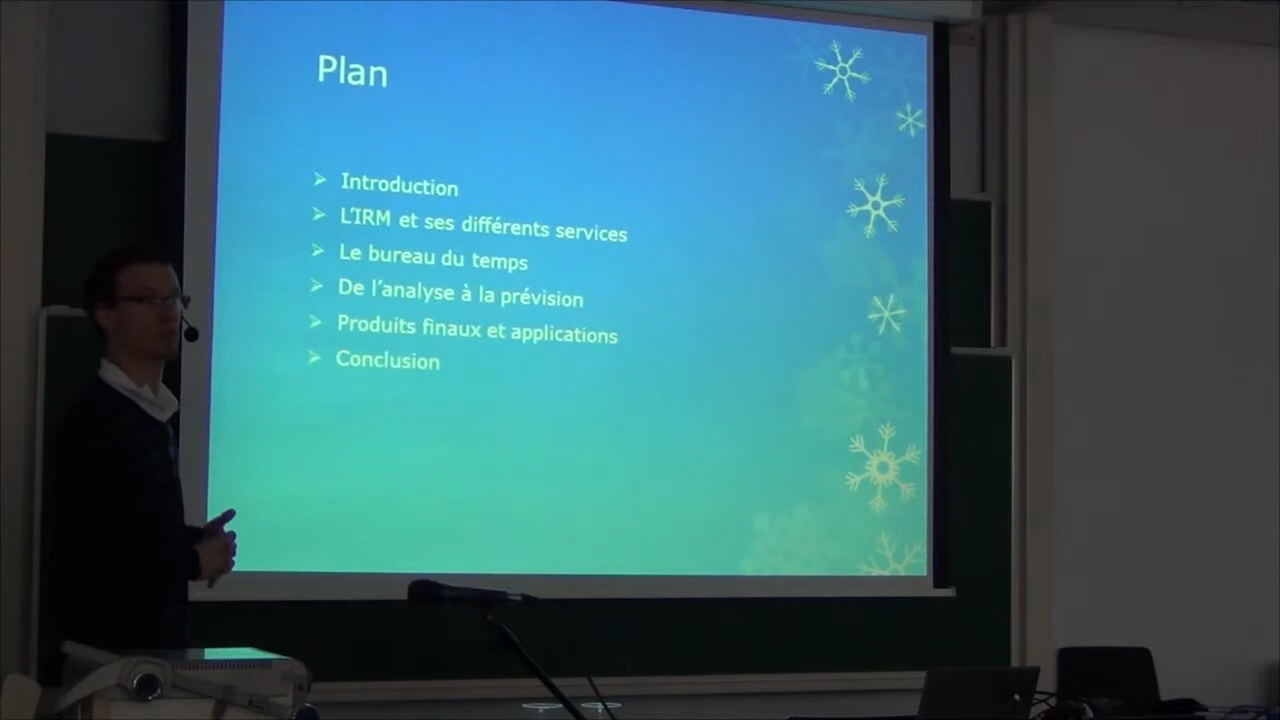 Plan
Introduction
L'IRM et ses différents services
Le bureau du temps
De l'analyse à la prévision
Produits finaux et applications
Conclusion